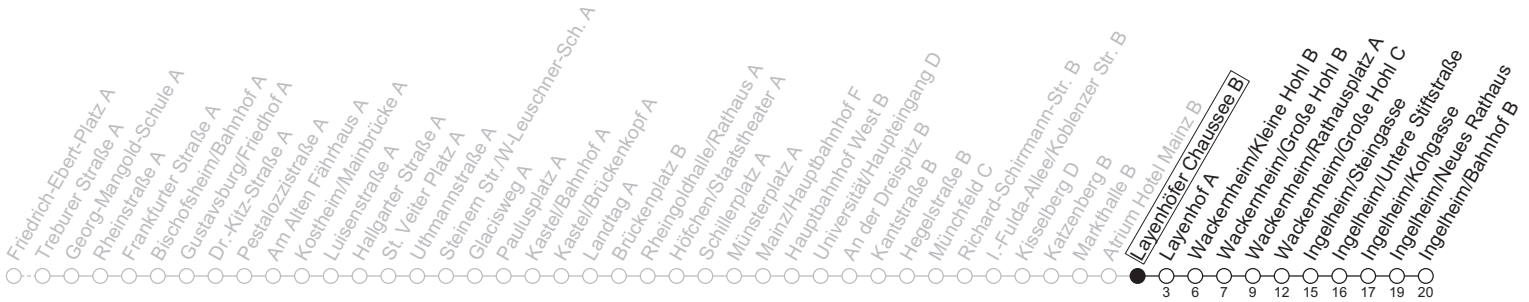 Friedrich-Ebert-Platz A
Treburer Straße A
Georg-Mangold-Schule A
Rheinstraße A
Frankfurter Straße A
Bischofsheim/Bahnhof A
Gustavsburg/Friedhof A
Dr.-Kitz-Straße A
Pestalozzistraße A
Am Alten Fährhaus A
Kostheim/Mainbrücke A
Luisenstraße A
Hallgarter Straße A
St. Veiter Platz A
Uthmannstraße A
Steinern Str./W-Leuschner-Sch. A
Glacisweg A
Paulusplatz A
Kastel/Bahnhof A
Kastel/Brückenkopf A
Landtag A
Brückenplatz B
Rheingoldhalle/Rathaus A
Höfchen/Staatstheater A
Schillerplatz A
Münsterplatz A
Mainz/Hauptbahnhof F
Hauptbahnhof West B
Universität/Haupteingang D
An der Dreispitz B
Kantstraße B
Hegelstraße B
Münchfeld C
Richard-Schirrmann-Str. B
I.-Fulda-Allee/Koblenzer Str. B
Kisselberg D
Katzenberg B
Markthalle B
Atrium Hotel Mainz B
Layenhöfer Chaussee B
Layenhof A
Wackernheim/Kleine Hohl B
Wackernheim/Große Hohl B
Wackernheim/Rathausplatz A
Wackernheim/Große Hohl C
Ingelheim/Steingasse
Ingelheim/Untere Stiftstraße
Ingelheim/Kohgasse
Ingelheim/Neues Rathaus
Ingelheim/Bahnhof B
3 6 7 9 12 15 16 17 19 20